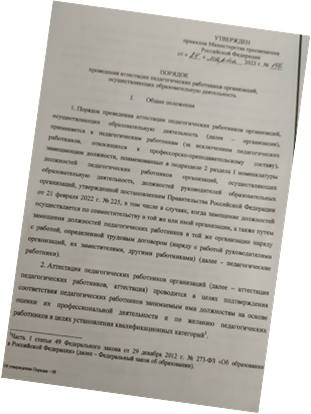 УТВЕРЖДЕН
приказом Министерства просвещения
Российской Федерации
от « 24 » марта 2023 г. № 196
ПОРЯДОК
проведения аттестации педагогических работников организаций,
осуществляющих образовательную деятельность
I. Общие положения
1. Порядок проведения аттестации педагогических работников организаций,
осуществляющих образовательную деятельность (далее – организации),
применяется к педагогическим работникам (за исключением педагогических
работников, относящихся к профессорско-преподавательскому составу),
замещающим должности, поименованные в подразделе 2 раздела I номенклатуры
должностей педагогических работников организаций, осуществляющих
образовательную деятельность, должностей руководителей образовательных
организаций, утвержденной постановлением Правительства Российской Федерации
от 21 февраля 2022 г. № 225, в том числе в случаях, когда замещение должностей
осуществляется по совместительству в той же или иной организации, а также путем
замещения должностей педагогических работников в той же организации наряду
с работой, определенной трудовым договором (наряду с работой руководителями
организаций, их заместителями, другими работниками) (далее - педагогические
работники).
2. Аттестация педагогических работников организаций (далее – аттестация
педагогических работников, аттестация) проводится в целях подтверждения
соответствия педагогических работников занимаемым ими должностям на основе
оценки их профессиональной деятельности и по желанию педагогических
работников в целях установления квалификационных категорий¹.
Часть 1 статьи 49 Федерального закона от 29 декабря 2012 г. № 273-ФЗ «Об образовании
в Российской Федерации» (далее – Федеральный закон об образовании).